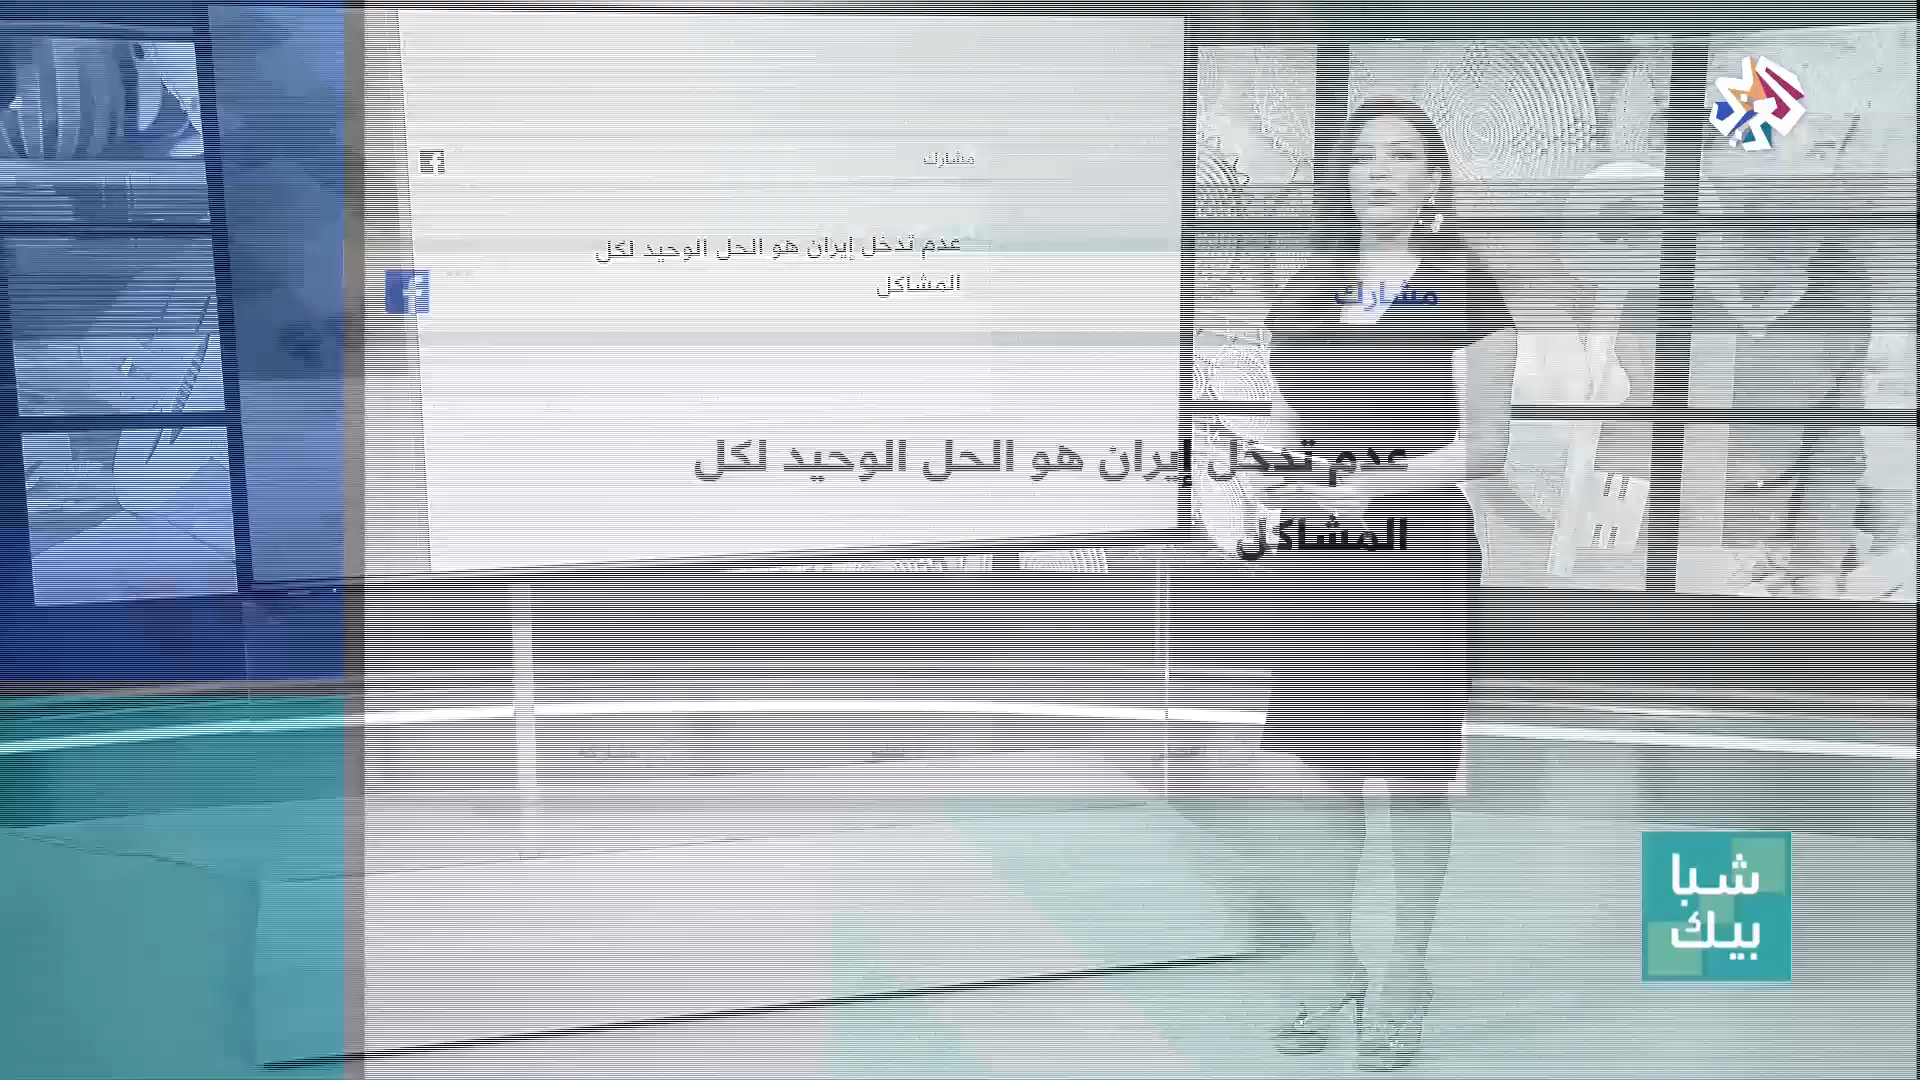 مشارك
عدم تدخل إيران هو الحل الوحيد لكل
المشاكل
مشارك
عدم تدخل إيران هو الحل الوحيد لكل
المشاكل
مشاركة
شبا
بيك